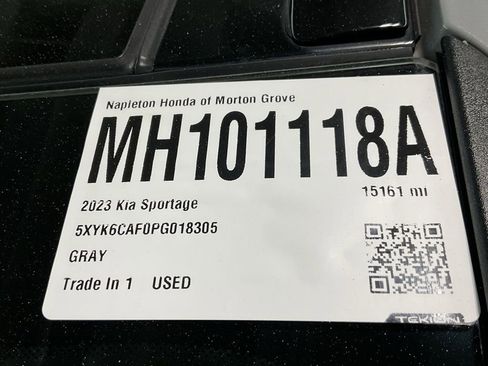 Napleton Honda of Morton Grove
MH101118A
15161 mi
2023 Kia Sportage
5XYK6CAF0PG018305
GRAY
Trade In 1 USED
TEKION